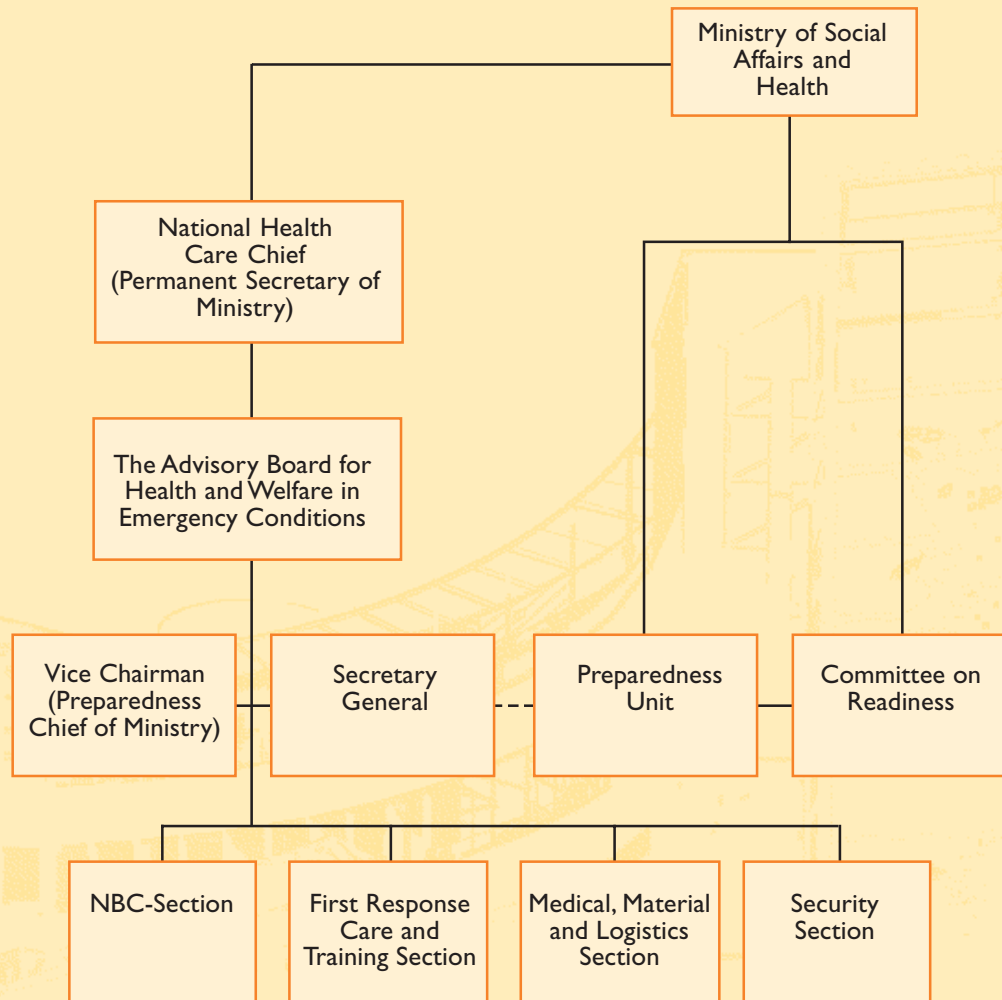 Ministry of Social
Affairs and
Health
National Health
Care Chief
(Permanent Secretary of
Ministry)
The Advisory Board for
Health and Welfare in
Emergency Conditions
Vice Chairman
(Preparedness
Chief of Ministry)
Secretary
General
Preparedness
Unit
Committee on
Readiness
NBC-Section
First Response
Care and
Training Section
Medical, Material
and Logistics
Section
Security
Section